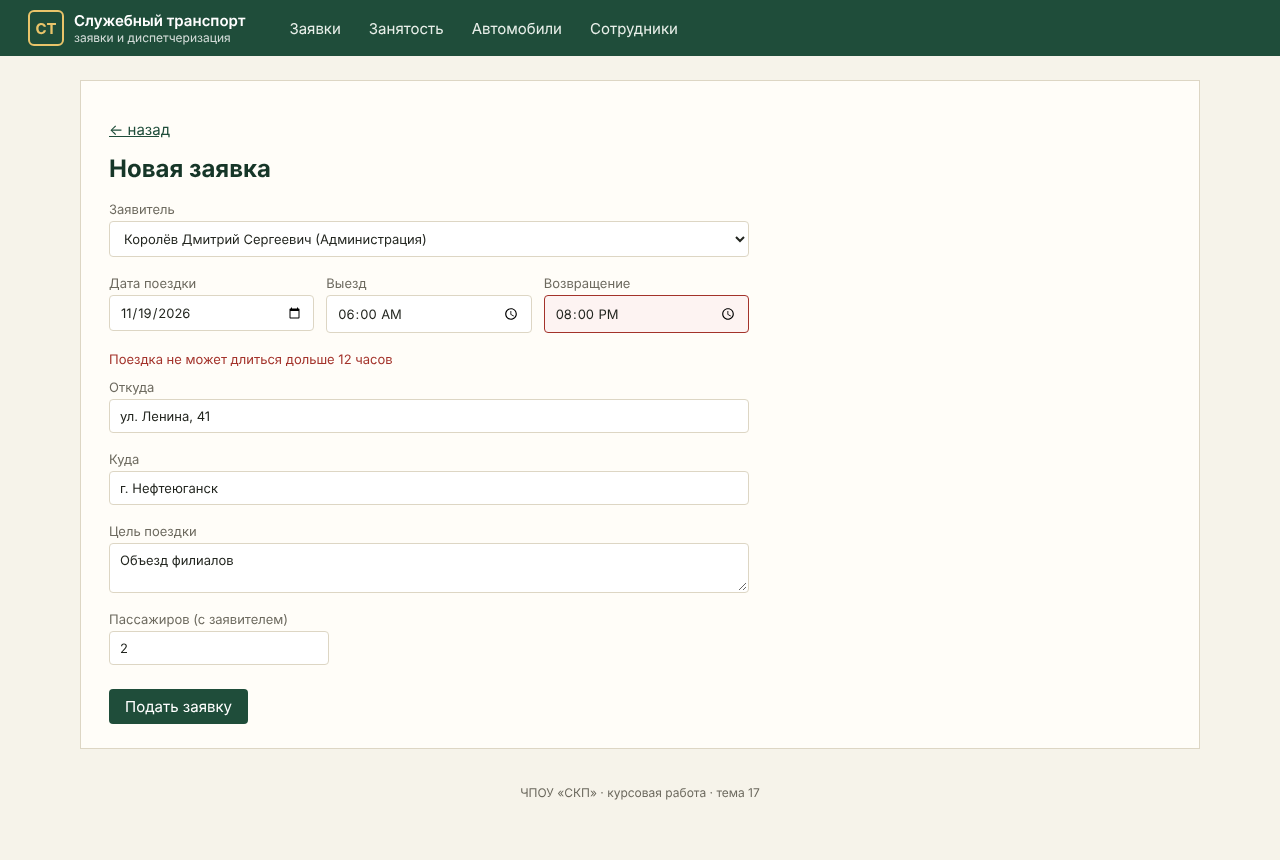 СТ
Служебный транспорт
заявки и диспетчеризация
Заявки
Занятость
Автомобили
Сотрудники
← назад
Новая заявка
Заявитель
Королёв Дмитрий Сергеевич (Администрация)
Дата поездки
Выезд
Возвращение
11/19/2026
06:00 AM
08:00 PM
Поездка не может длиться дольше 12 часов
Откуда
ул. Ленина, 41
Куда
г. Нефтеюганск
Цель поездки
Объезд филиалов
Пассажиров (с заявителем)
2
Подать заявку
ЧПОУ «СКП» · курсовая работа · тема 17